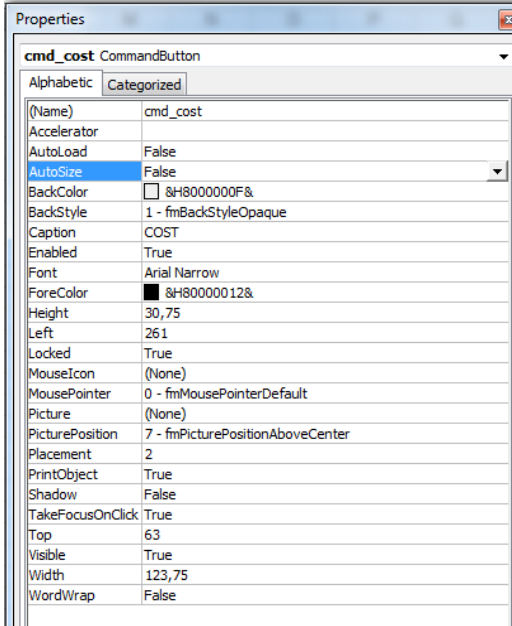 Properties
cmd_cost CommandButton
Alphabetic Categorized
(Name) cmd_cost
Accelerator
AutoLoad False
AutoSize False
BackColor &H8000000F&
BackStyle 1 - fmBackStyleOpaque
Caption COST
Enabled True
Font Arial Narrow
ForeColor &H80000012&
Height 30,75
Left 261
Locked True
MouseIcon (None)
MousePointer 0 - fmMousePointerDefault
Picture (None)
PicturePosition 7 - fmPicturePositionAboveCenter
Placement 2
PrintObject True
Shadow False
TakeFocusOnClick True
Top 63
Visible True
Width 123,75
WordWrap False